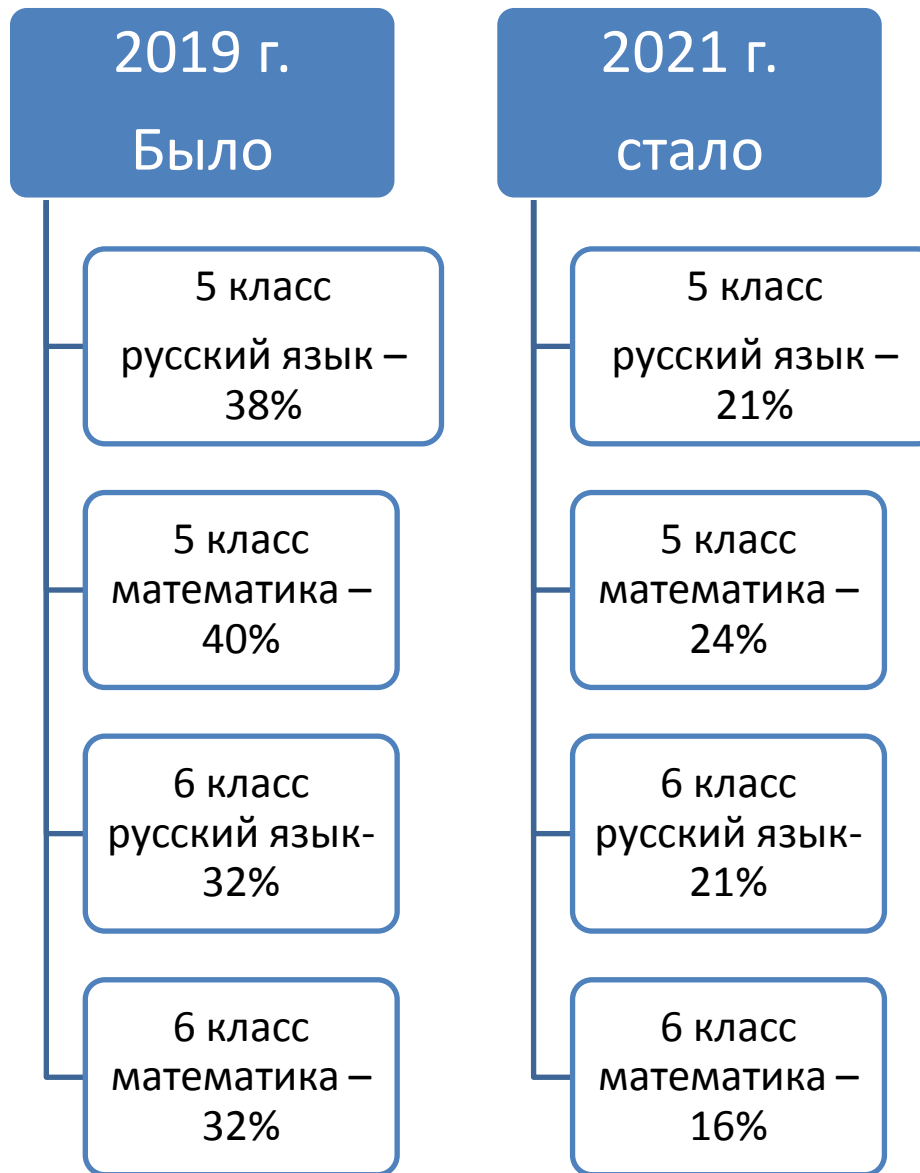 2019 г.
Было
5 класс
русский язык –
38%
5 класс
математика –
40%
6 класс
русский язык-
32%
6 класс
математика –
32%
2021 г.
стало
5 класс
русский язык –
21%
5 класс
математика –
24%
6 класс
русский язык-
21%
6 класс
математика –
16%